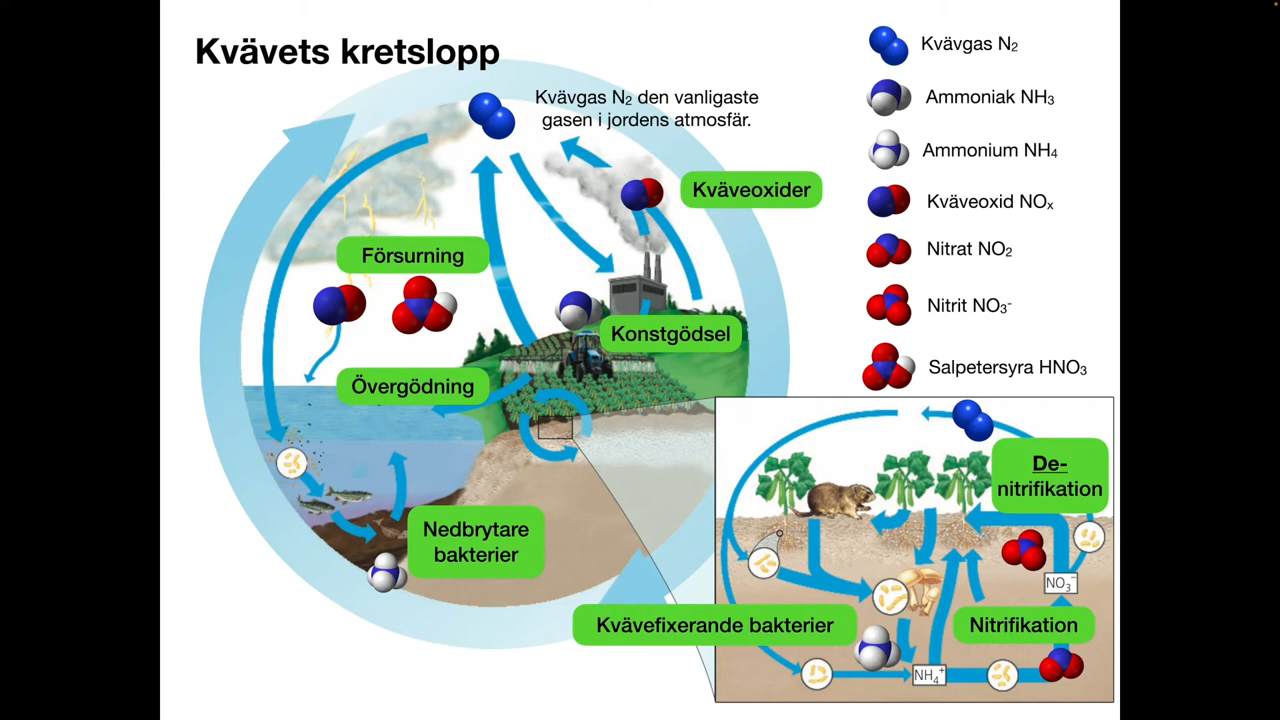 Kvävets kretslopp
Kvävgas N₂ den vanligaste
gasen i jordens atmosfär.
Kväveoxider
Försurning
Konstgödsel
Övergödning
Nedbrytare
bakterier
Kvävefixerande bakterier
De-
nitrifikation
NO₃⁻
Nitrifikation
NH₄⁺
Kvävgas N₂
Ammoniak NH₃
Ammonium NH₄
Kväveoxid NOₓ
Nitrat NO₂
Nitrit NO₃⁻
Salpetersyra HNO₃